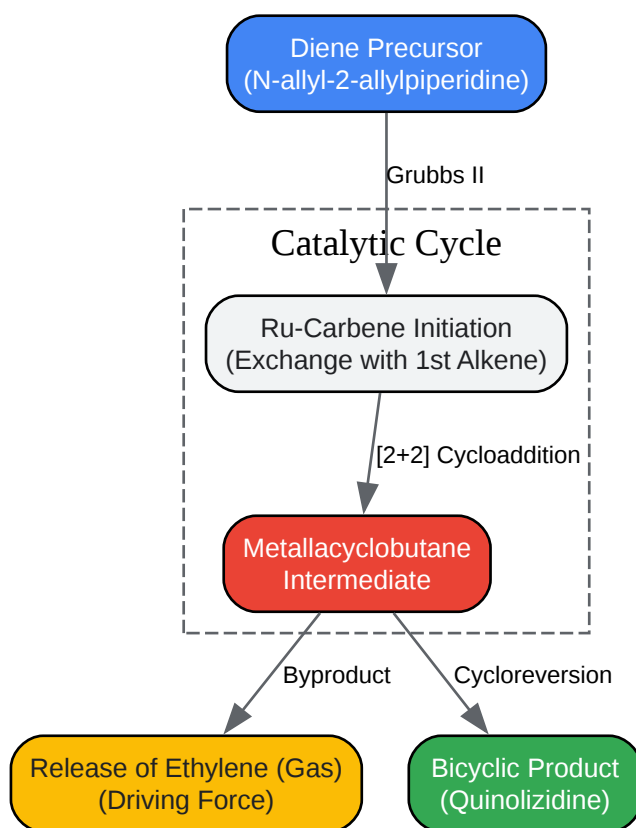 Diene Precursor
(N-allyl-2-allylpiperidine)
Grubbs II
Catalytic Cycle
Ru-Carbene Initiation
(Exchange with 1st Alkene)
[2+2] Cycloaddition
Metallacyclobutane
Intermediate
Byproduct
Cycloreversion
Release of Ethylene (Gas)
(Driving Force)
Bicyclic Product
(Quinolizidine)